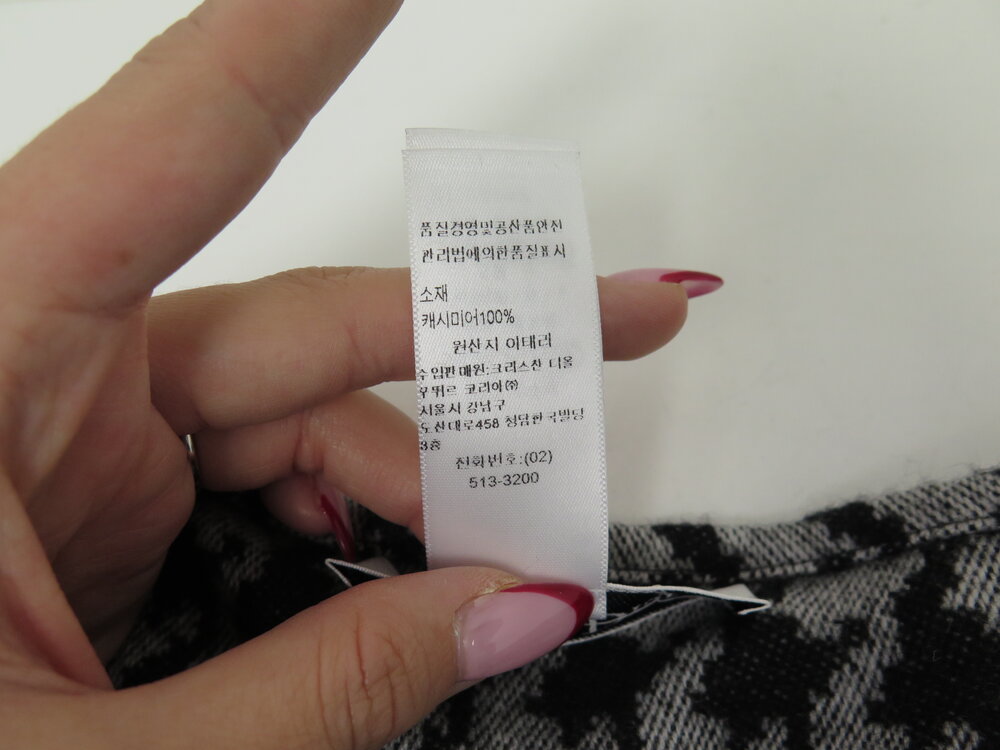 품질경영및공산품안전
관리법에의한품질표시
소재
캐시미어100%
원산지 이태리
수입판매원:크리스챤 디올
꾸뛰르 코리아㈜
서울시 강남구
도산대로458 청담한국빌딩
3층
전화번호:(02)
513-3200